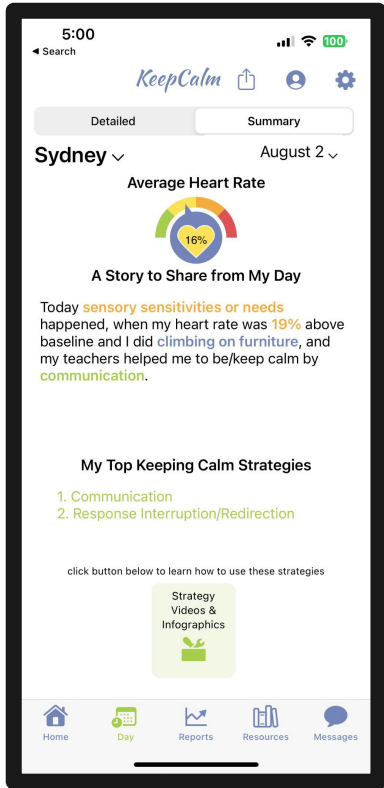 5:00
100
◄ Search
KeepCalm
Detailed
Summary
Sydney
August 2
Average Heart Rate
16%
A Story to Share from My Day
Today sensory sensitivities or needs
happened, when my heart rate was 19% above
baseline and I did climbing on furniture, and
my teachers helped me to be/keep calm by
communication.
My Top Keeping Calm Strategies
1. Communication
2. Response Interruption/Redirection
click button below to learn how to use these strategies
Strategy
Videos &
Infographics
Home
Day
Reports
Resources
Messages